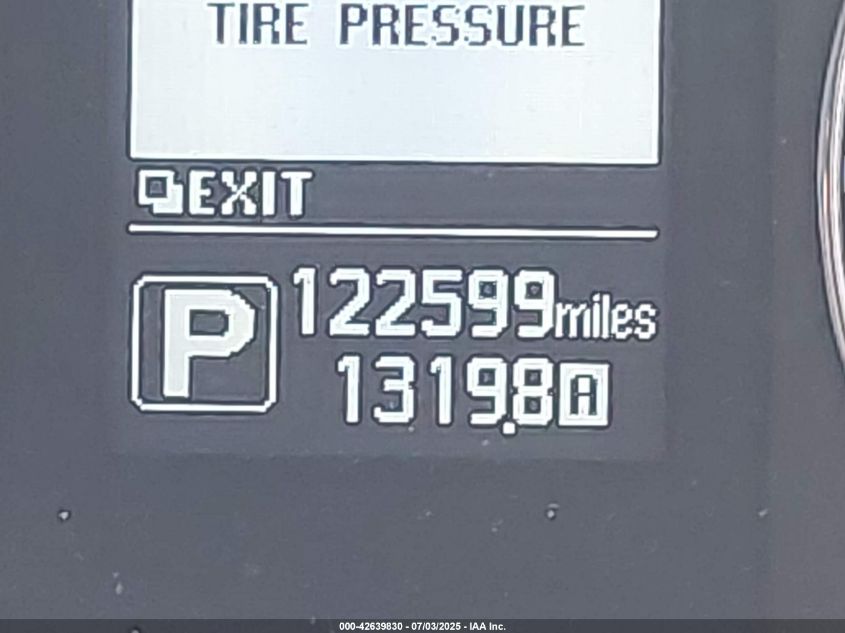 TIRE PRESSURE
EXIT
P
122599miles
1319.8A
000-42639830 - 07/03/2025 - IAA Inc.